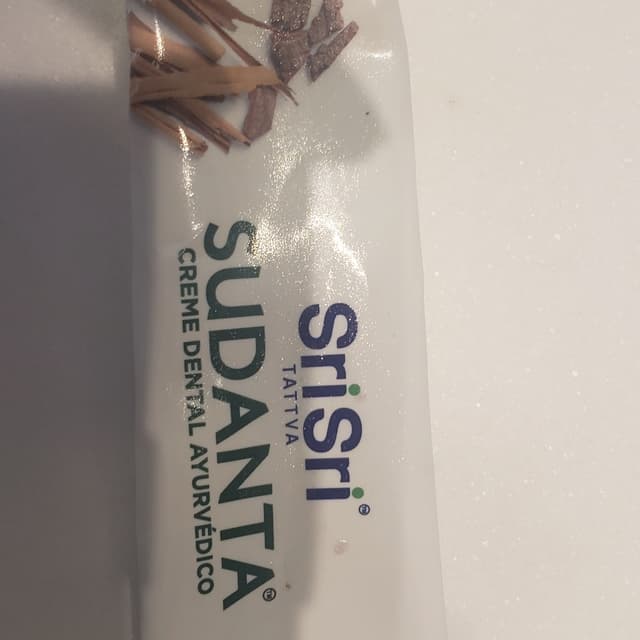 SriSri®
TATTVA
SUDANTA®
CREME DENTAL AYURVÉDICO